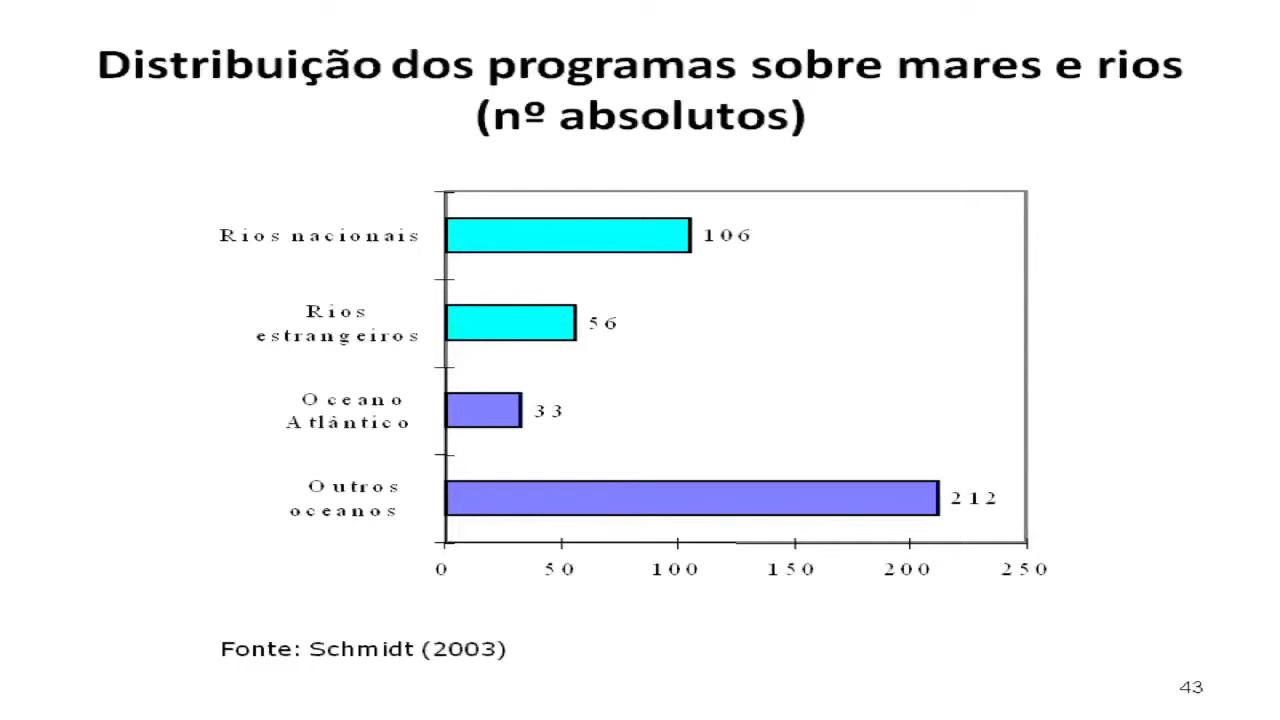 Distribuição dos programas sobre mares e rios
(nº absolutos)
Rios nacionais
106
Rios
estrangeiros
56
Oceano
Atlântico
33
Outros
oceanos
212
0 50 100 150 200 250
Fonte: Schmidt (2003)
43